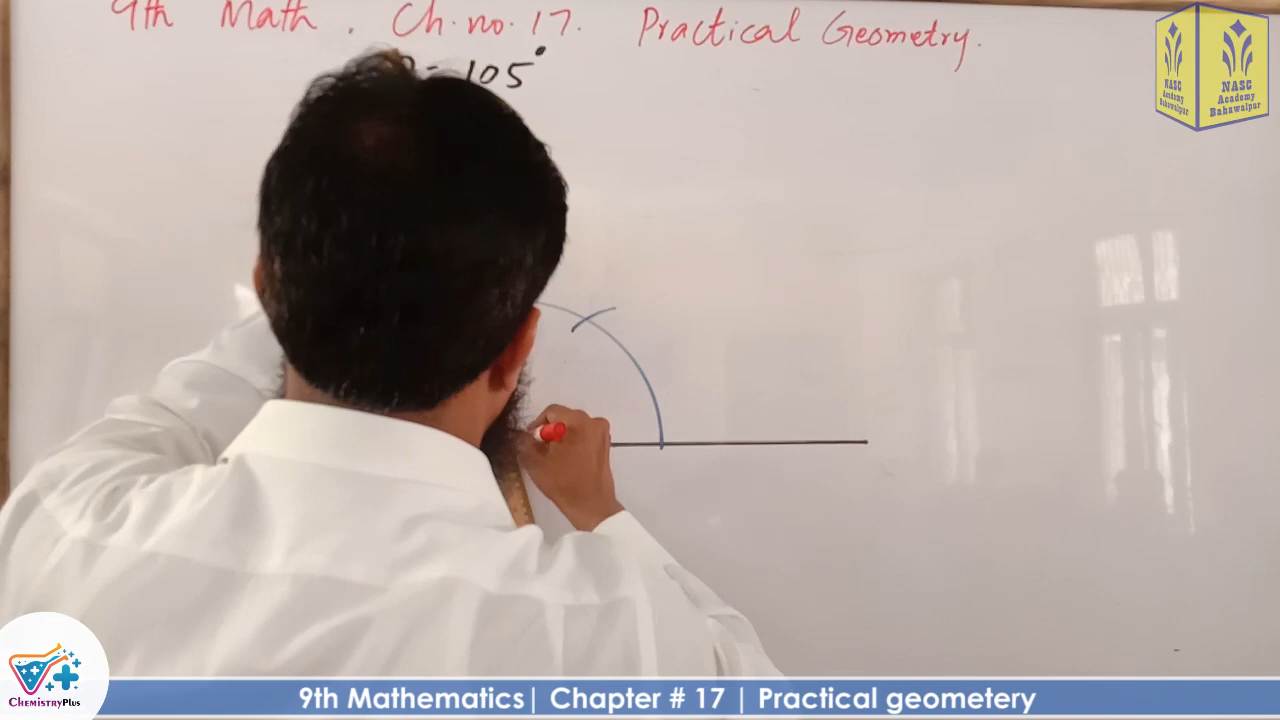 9th Math . Ch. no. 17. Practical Geometry.
= 105°
NASC Academy Bahawalpur
NASC Academy Bahawalpur
ChemistryPlus
9th Mathematics| Chapter # 17 | Practical geometery